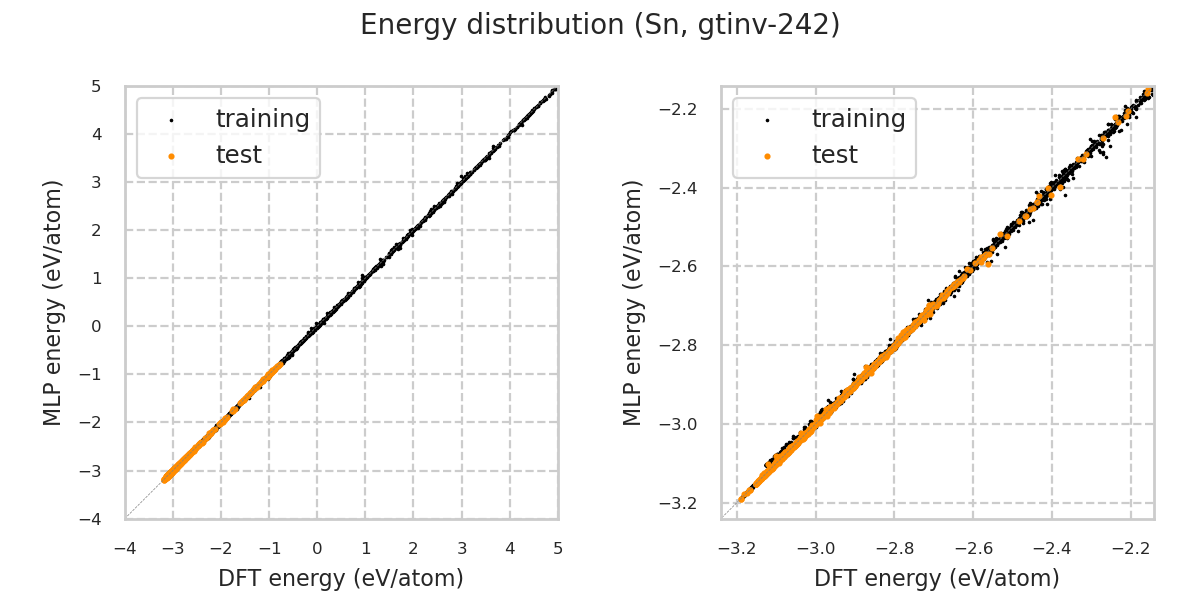 Energy distribution (Sn, gtinv-242)
MLP energy (eV/atom)
5
4
3
2
1
0
−1
−2
−3
−4
training
test
−4 −3 −2 −1 0 1 2 3 4 5
DFT energy (eV/atom)
MLP energy (eV/atom)
−2.2
−2.4
−2.6
−2.8
−3.0
−3.2
training
test
−3.2 −3.0 −2.8 −2.6 −2.4 −2.2
DFT energy (eV/atom)